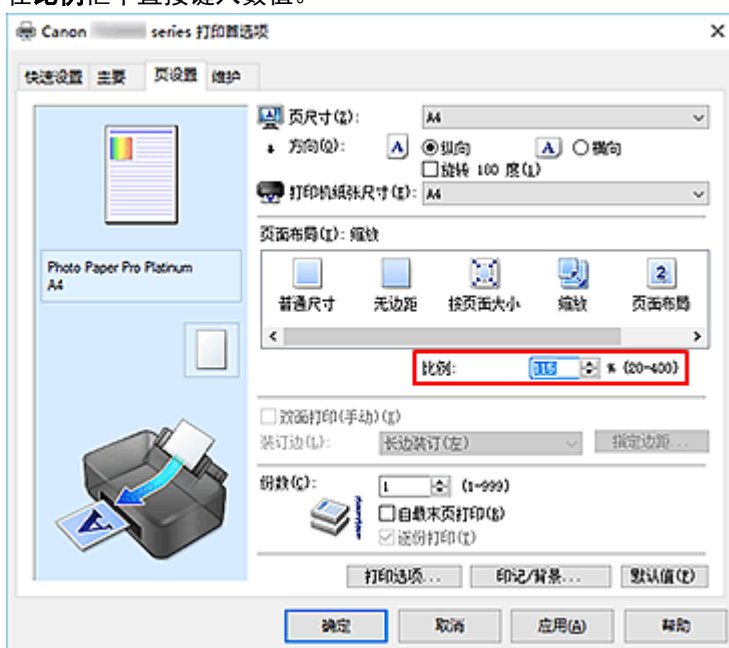 在比例框中直接键入数值。
Canon series 打印首选项
快速设置 主要 页设置 维护
页尺寸(Z): A4
方向(O): A 纵向 A 横向
旋转 180 度(L)
打印机纸张尺寸(E): A4
页面布局(I): 缩放
Photo Paper Pro Platinum
A4
普通尺寸 无边距 按页面大小 缩放 页面布局
比例: 115 % (20-400)
双面打印(手动)(X)
装订边(L): 长边装订(左) 指定边距...
份数(C): 1 (1-999)
自最末页打印(B)
逐份打印(T)
打印选项... 印记/背景... 默认值(F)
确定 取消 应用(A) 帮助